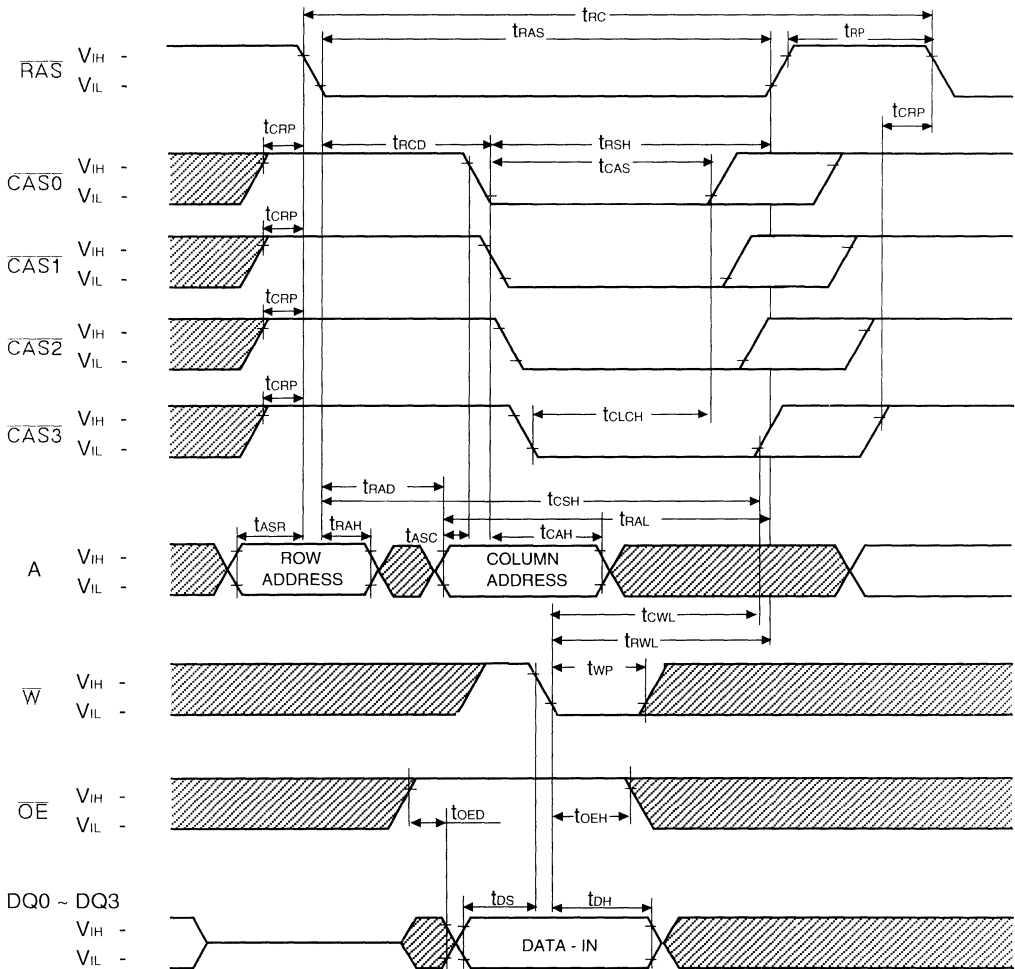 tRC
tRAS
tRP
RAS VIH -
VIL -
tCRP
tCRP
tRCD
tRSH
CAS0 VIH -
VIL -
tCAS
tCRP
CAS1 VIH -
VIL -
tCRP
CAS2 VIH -
VIL -
tCRP
CAS3 VIH -
VIL -
tCLCH
tRAD
tCSH
tASR
tRAH
tASC
tRAL
tCAH
A VIH -
VIL -
ROW
ADDRESS
COLUMN
ADDRESS
tCWL
tRWL
tWP
W VIH -
VIL -
OE VIH -
VIL -
tOED
tOEH
DQ0 ~ DQ3
VIH -
VIL -
tDS
tDH
DATA - IN